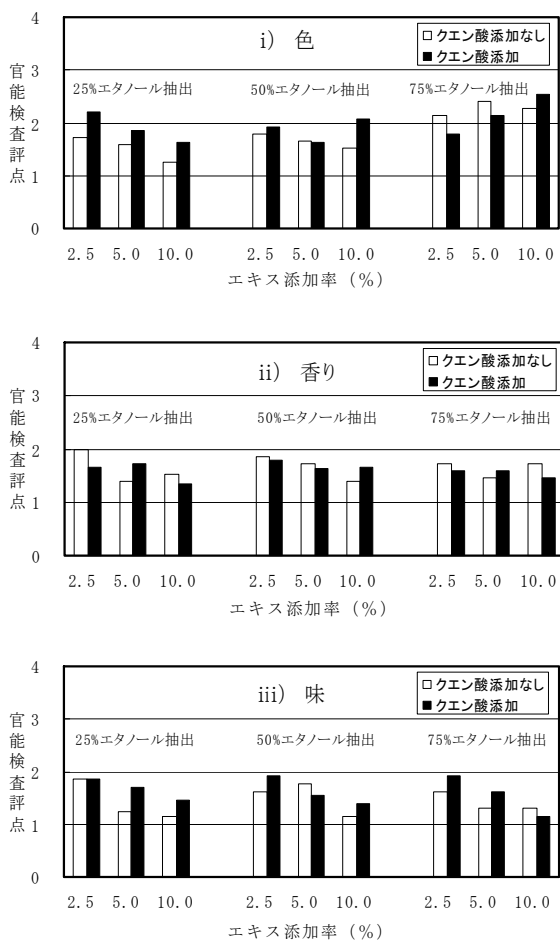 i) 色
クエン酸添加なし
クエン酸添加
25%エタノール抽出 50%エタノール抽出 75%エタノール抽出
官能検査評点
4
3
2
1
0
2.5 5.0 10.0 2.5 5.0 10.0 2.5 5.0 10.0
エキス添加率 (%)
ii) 香り
クエン酸添加なし
クエン酸添加
25%エタノール抽出 50%エタノール抽出 75%エタノール抽出
官能検査評点
4
3
2
1
0
2.5 5.0 10.0 2.5 5.0 10.0 2.5 5.0 10.0
エキス添加率 (%)
iii) 味
クエン酸添加なし
クエン酸添加
25%エタノール抽出 50%エタノール抽出 75%エタノール抽出
官能検査評点
4
3
2
1
0
2.5 5.0 10.0 2.5 5.0 10.0 2.5 5.0 10.0
エキス添加率 (%)